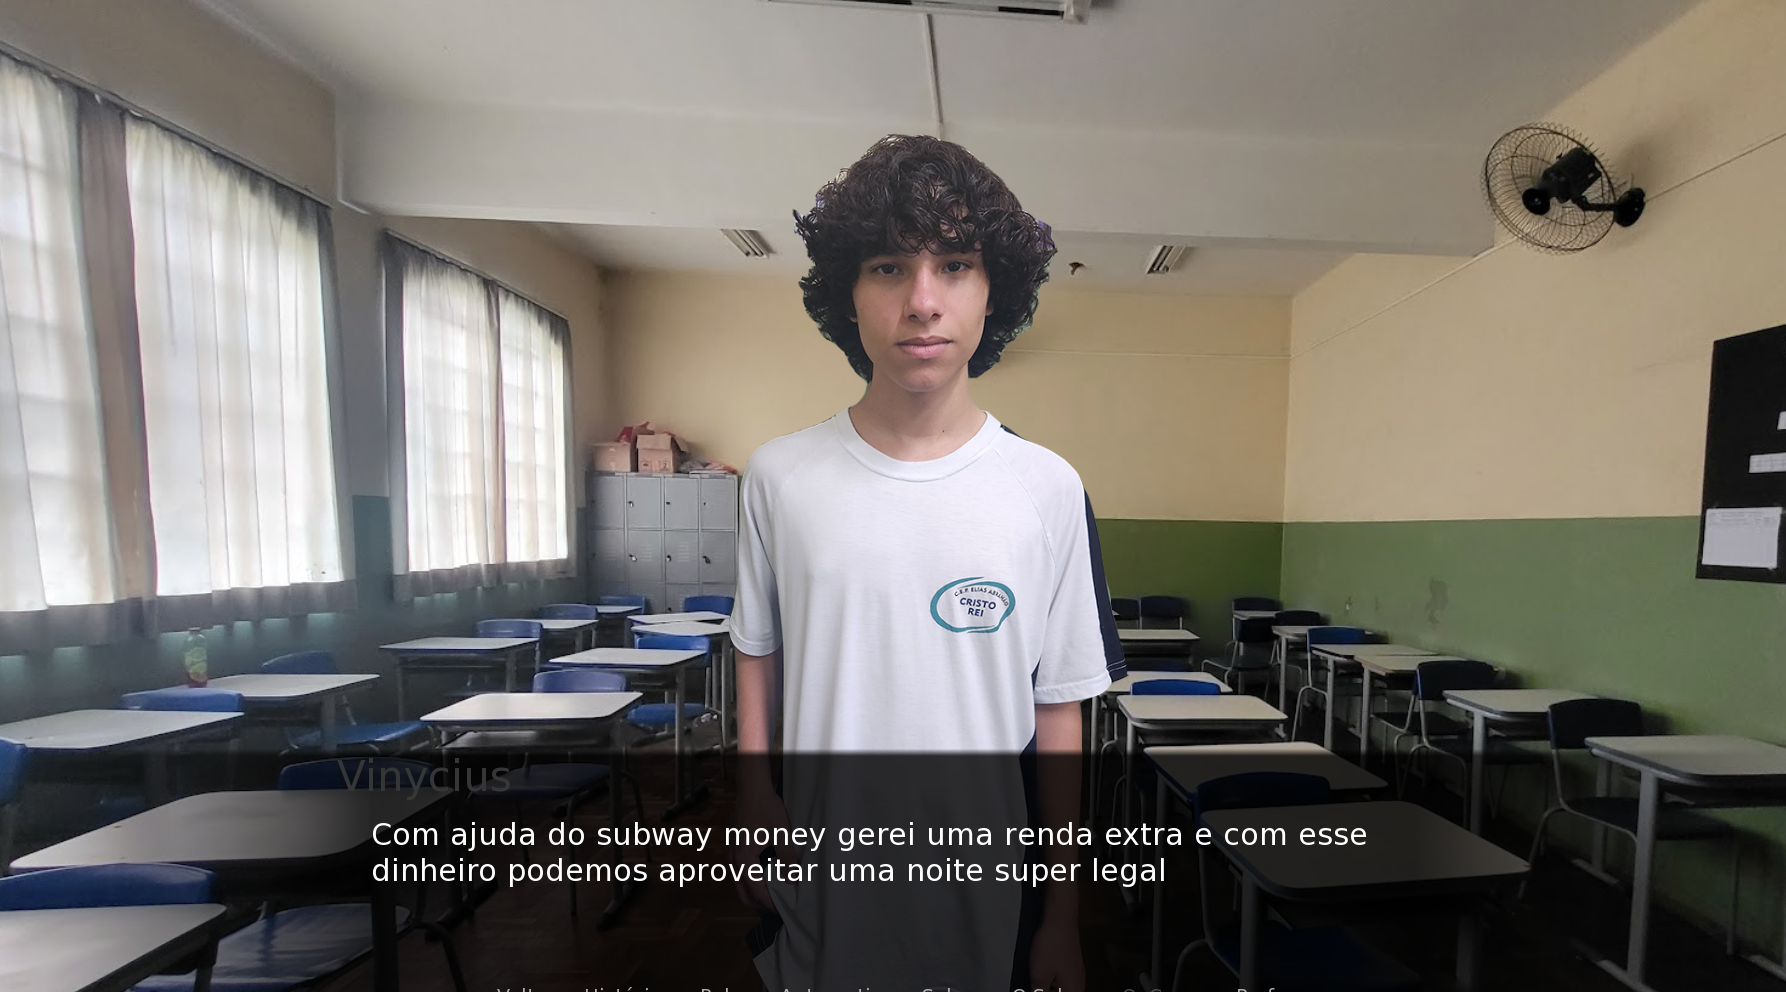 C.E.P. ELIAS ABRAHÃO
CRISTO
REI
Vinycius
Com ajuda do subway money gerei uma renda extra e com esse
dinheiro podemos aproveitar uma noite super legal